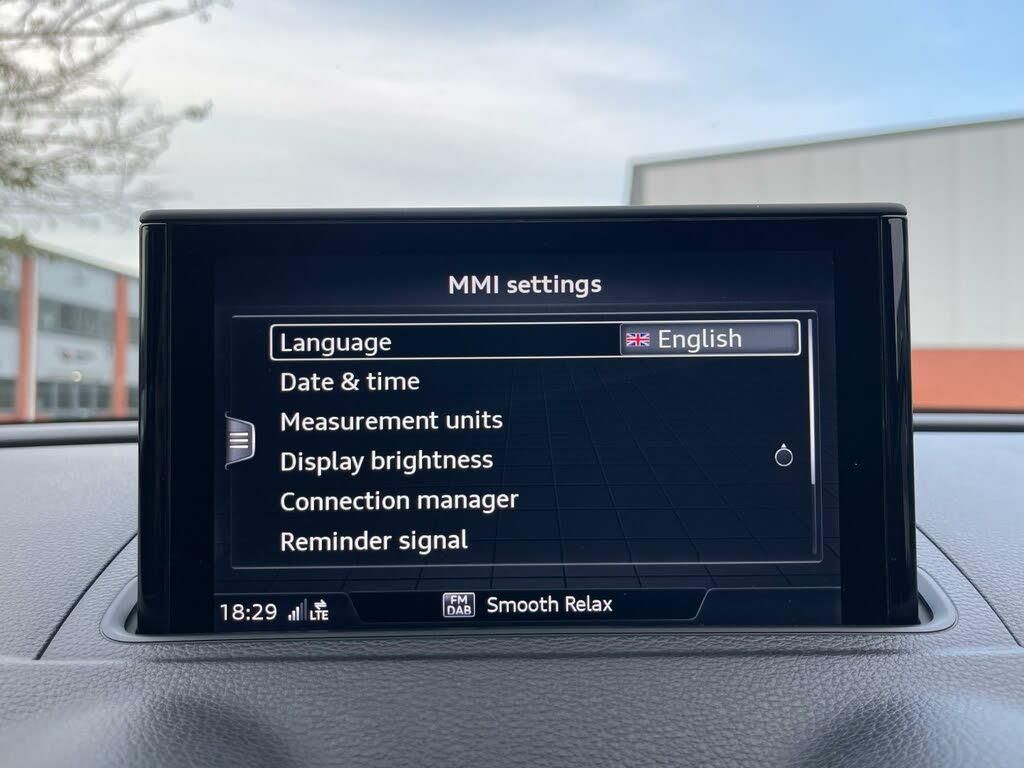 MMI settings
Language English
Date & time
Measurement units
Display brightness
Connection manager
Reminder signal
18:29 LTE FM DAB Smooth Relax